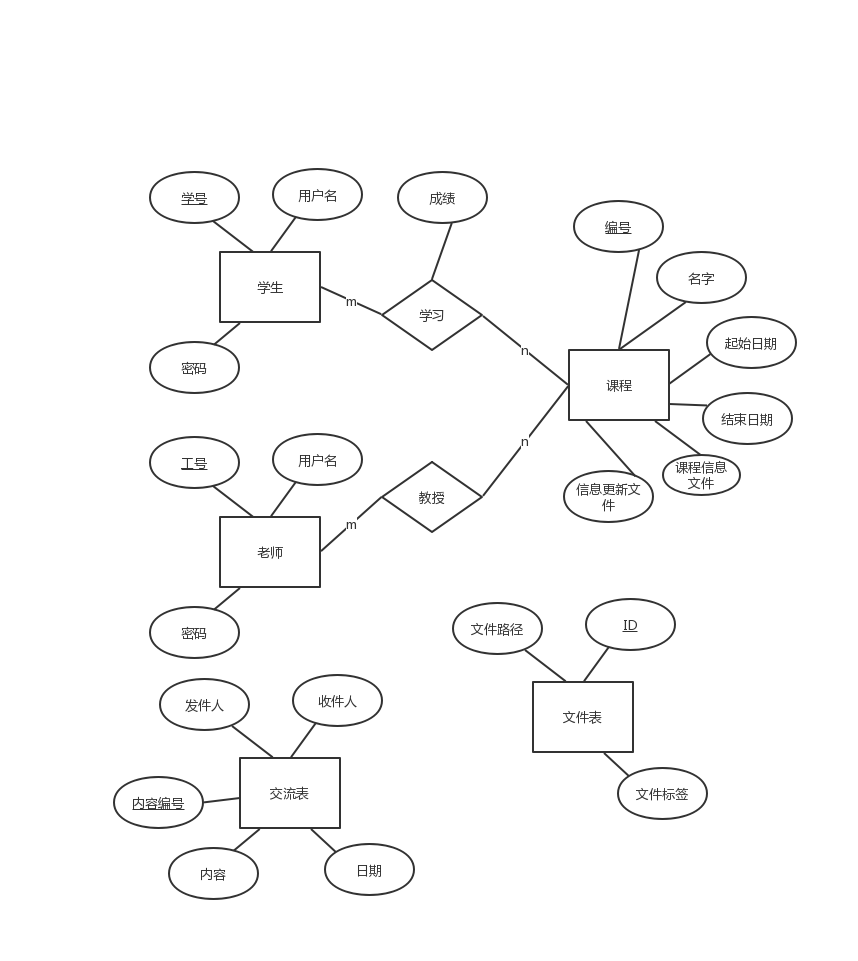 学号
用户名
成绩
编号
名字
学生
m
学习
起始日期
n
密码
课程
结束日期
n
工号
用户名
课程信息
文件
信息更新文
件
教授
m
老师
密码
文件路径
ID
发件人
收件人
文件表
交流表
文件标签
内容编号
内容
日期